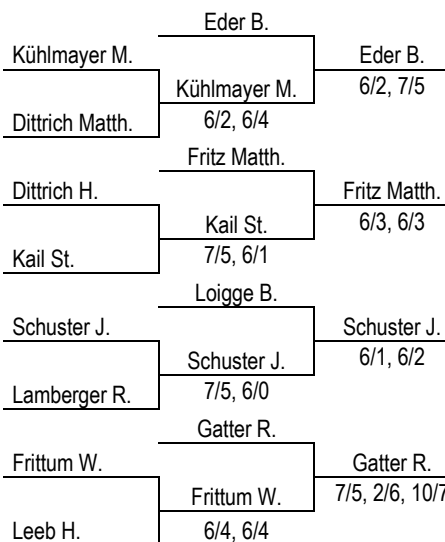 Eder B.
Kühlmayer M. Eder B.
Kühlmayer M. 6/2, 7/5
Dittrich Matth. 6/2, 6/4
Fritz Matth.
Dittrich H. Fritz Matth.
Kail St. 6/3, 6/3
Kail St. 7/5, 6/1
Loigge B.
Schuster J. Schuster J.
Schuster J. 6/1, 6/2
Lamberger R. 7/5, 6/0
Gatter R.
Frittum W. Gatter R.
Frittum W. 7/5, 2/6, 10/7
Leeb H. 6/4, 6/4